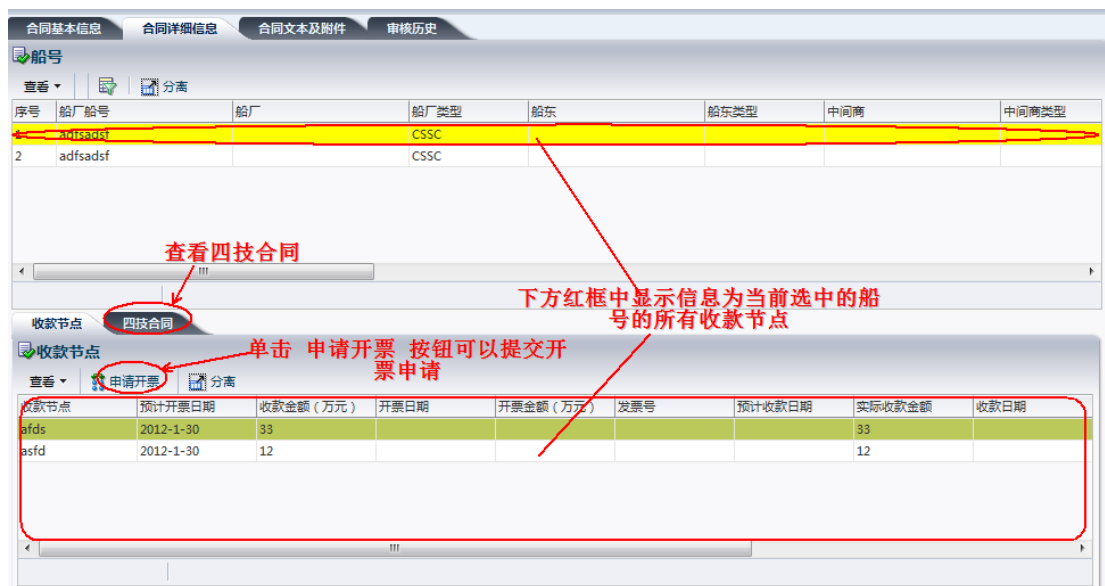 合同基本信息 合同详细信息 合同文本及附件 审核历史
船号
查看 分离
序号 船厂船号 船厂 船厂类型 船东 船东类型 中间商 中间商类型
1 adfsadsf CSSC
2 adfsadsf CSSC
查看四技合同
下方红框中显示信息为当前选中的船
号的所有收款节点
收款节点 四技合同
收款节点
单击 申请开票 按钮可以提交开
票申请
查看 申请开票 分离
收款节点 预计开票日期 收款金额（万元） 开票日期 开票金额（万元） 发票号 预计收款日期 实际收款金额 收款日期
afds 2012-1-30 33 33
asfd 2012-1-30 12 12